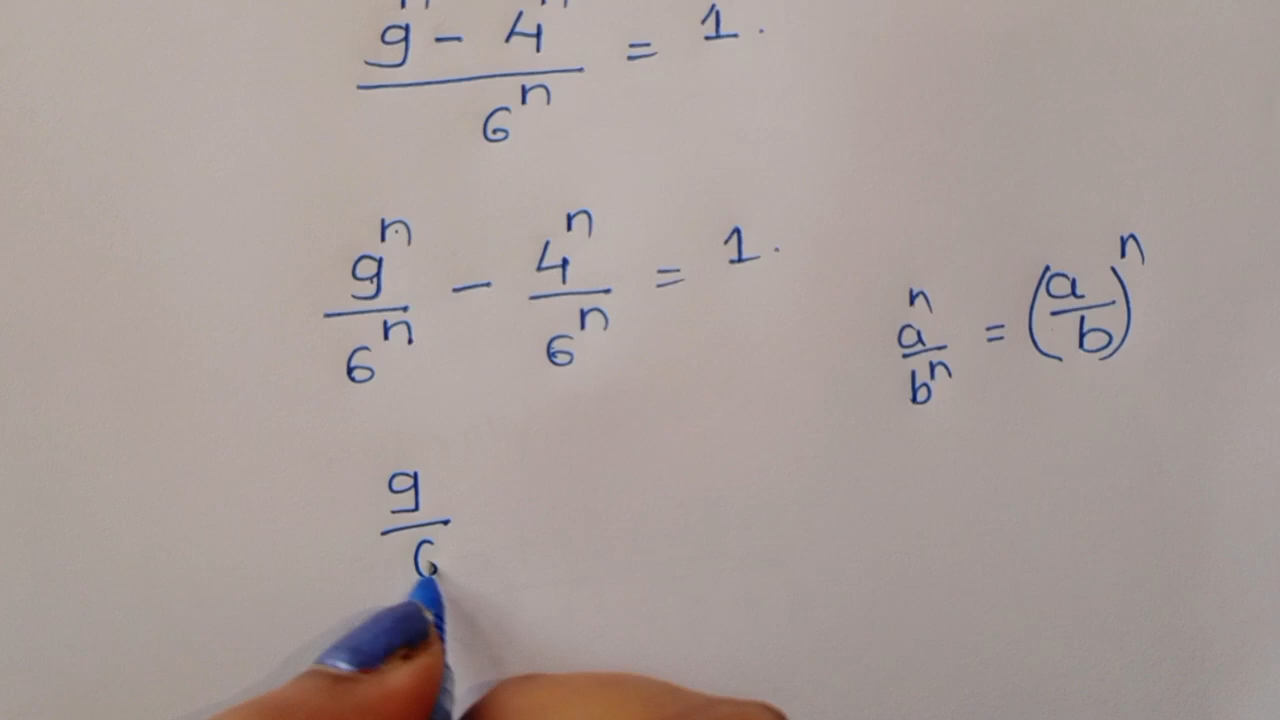 9ⁿ - 4ⁿ / 6ⁿ = 1.
9ⁿ/6ⁿ - 4ⁿ/6ⁿ = 1.
aⁿ/bⁿ = (a/b)ⁿ
9/6